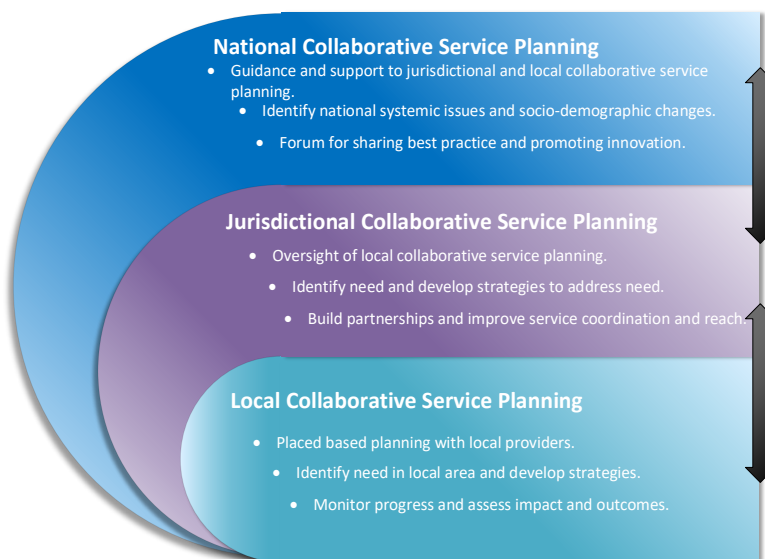 National Collaborative Service Planning
• Guidance and support to jurisdictional and local collaborative service
planning.
• Identify national systemic issues and socio-demographic changes.
• Forum for sharing best practice and promoting innovation.
Jurisdictional Collaborative Service Planning
• Oversight of local collaborative service planning.
• Identify need and develop strategies to address need.
• Build partnerships and improve service coordination and reach.
Local Collaborative Service Planning
• Placed based planning with local providers.
• Identify need in local area and develop strategies.
• Monitor progress and assess impact and outcomes.